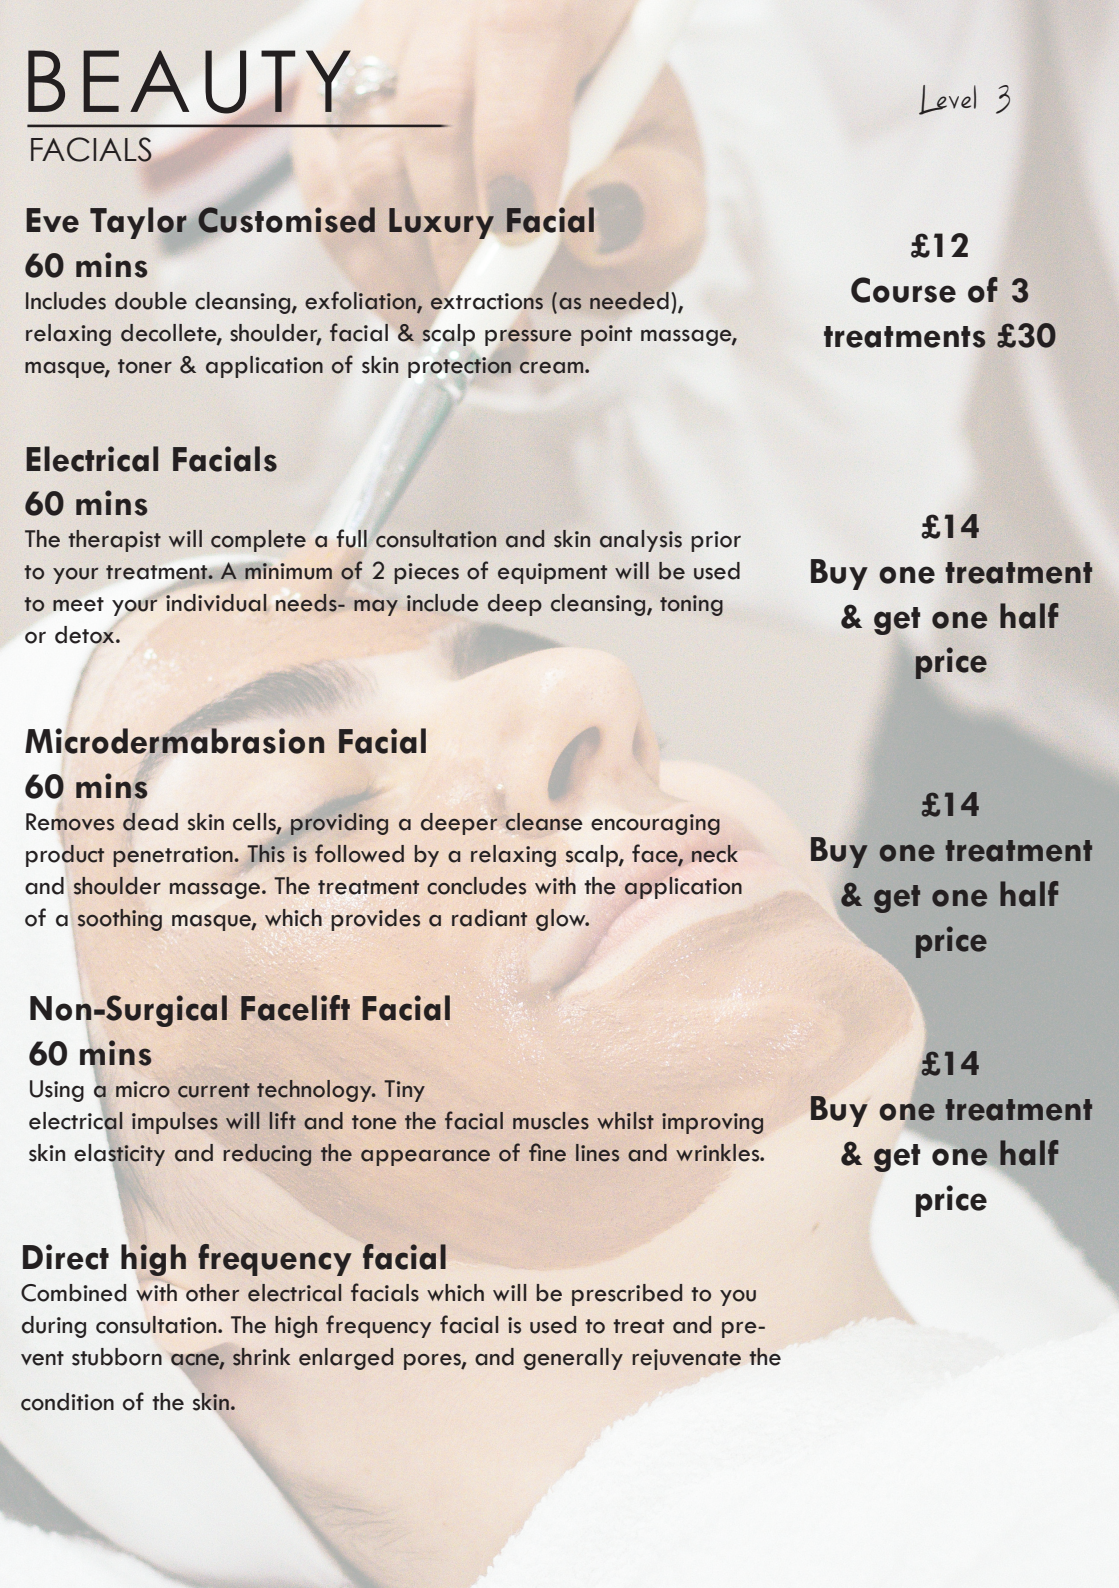 BEAUTY
Level 3
FACIALS
Eve Taylor Customised Luxury Facial
60 mins
Includes double cleansing, exfoliation, extractions (as needed),
relaxing decollete, shoulder, facial & scalp pressure point massage,
masque, toner & application of skin protection cream.
£12
Course of 3
treatments £30
Electrical Facials
60 mins
The therapist will complete a full consultation and skin analysis prior
to your treatment. A minimum of 2 pieces of equipment will be used
to meet your individual needs- may include deep cleansing, toning
or detox.
£14
Buy one treatment
& get one half
price
Microdermabrasion Facial
60 mins
Removes dead skin cells, providing a deeper cleanse encouraging
product penetration. This is followed by a relaxing scalp, face, neck
and shoulder massage. The treatment concludes with the application
of a soothing masque, which provides a radiant glow.
£14
Buy one treatment
& get one half
price
Non-Surgical Facelift Facial
60 mins
Using a micro current technology. Tiny
electrical impulses will lift and tone the facial muscles whilst improving
skin elasticity and reducing the appearance of fine lines and wrinkles.
£14
Buy one treatment
& get one half
price
Direct high frequency facial
Combined with other electrical facials which will be prescribed to you
during consultation. The high frequency facial is used to treat and pre-
vent stubborn acne, shrink enlarged pores, and generally rejuvenate the
condition of the skin.